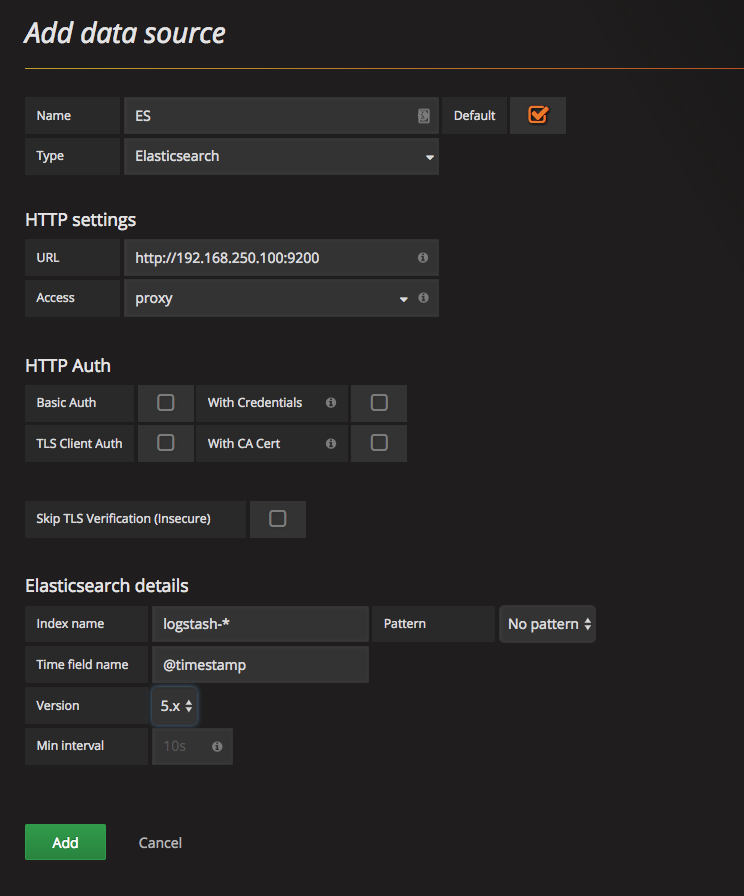 Add data source
Name ES Default
Type Elasticsearch
HTTP settings
URL http://192.168.250.100:9200
Access proxy
HTTP Auth
Basic Auth With Credentials
TLS Client Auth With CA Cert
Skip TLS Verification (Insecure)
Elasticsearch details
Index name logstash-* Pattern No pattern
Time field name @timestamp
Version 5.x
Min interval 10s
Add Cancel